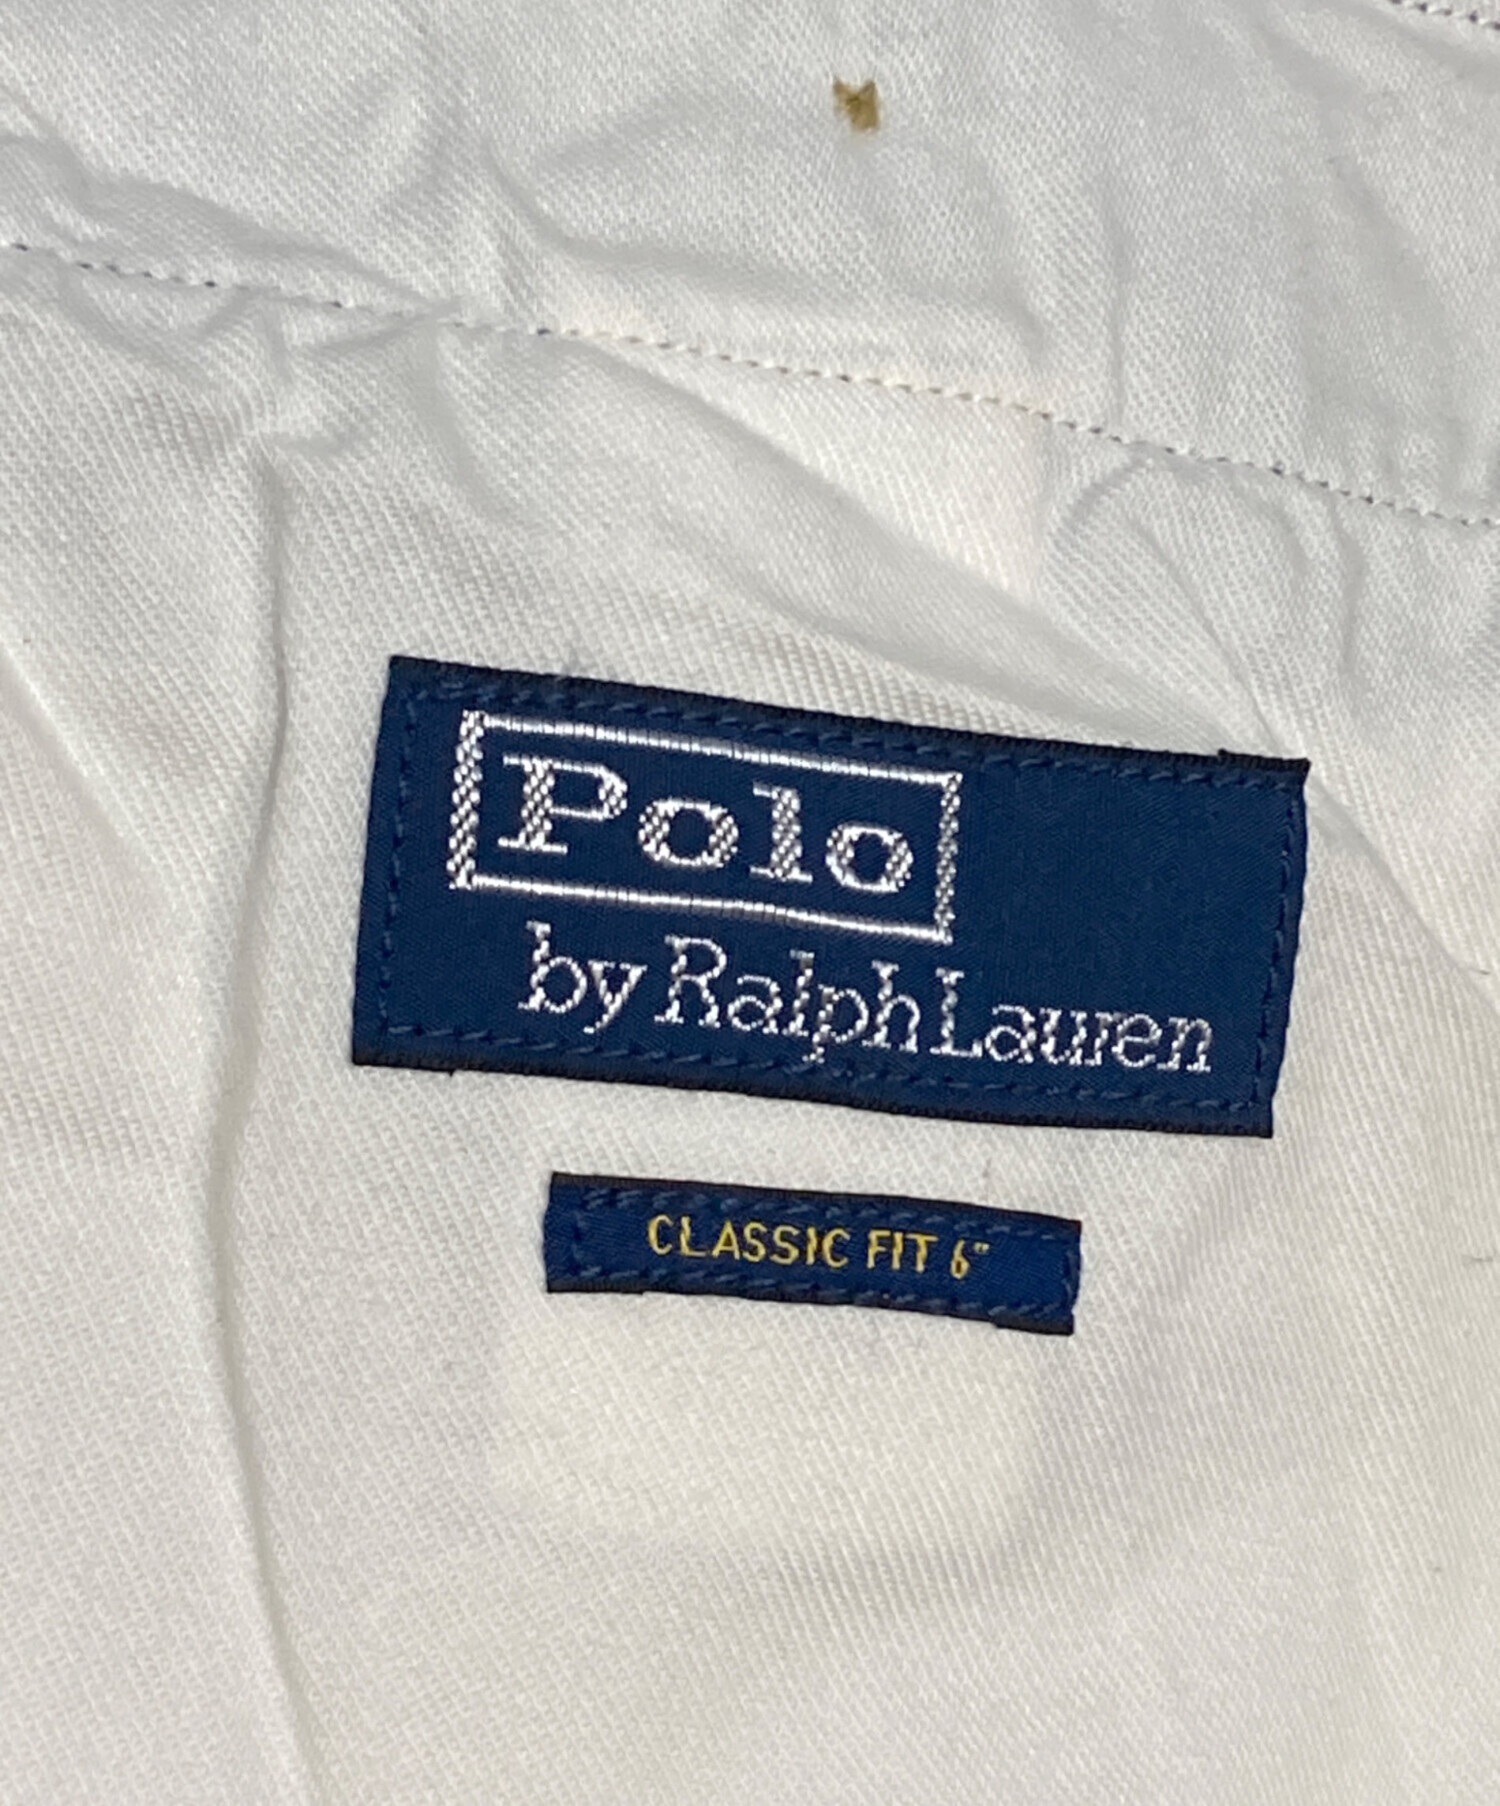 Polo
by Ralph Lauren
CLASSIC FIT 6"